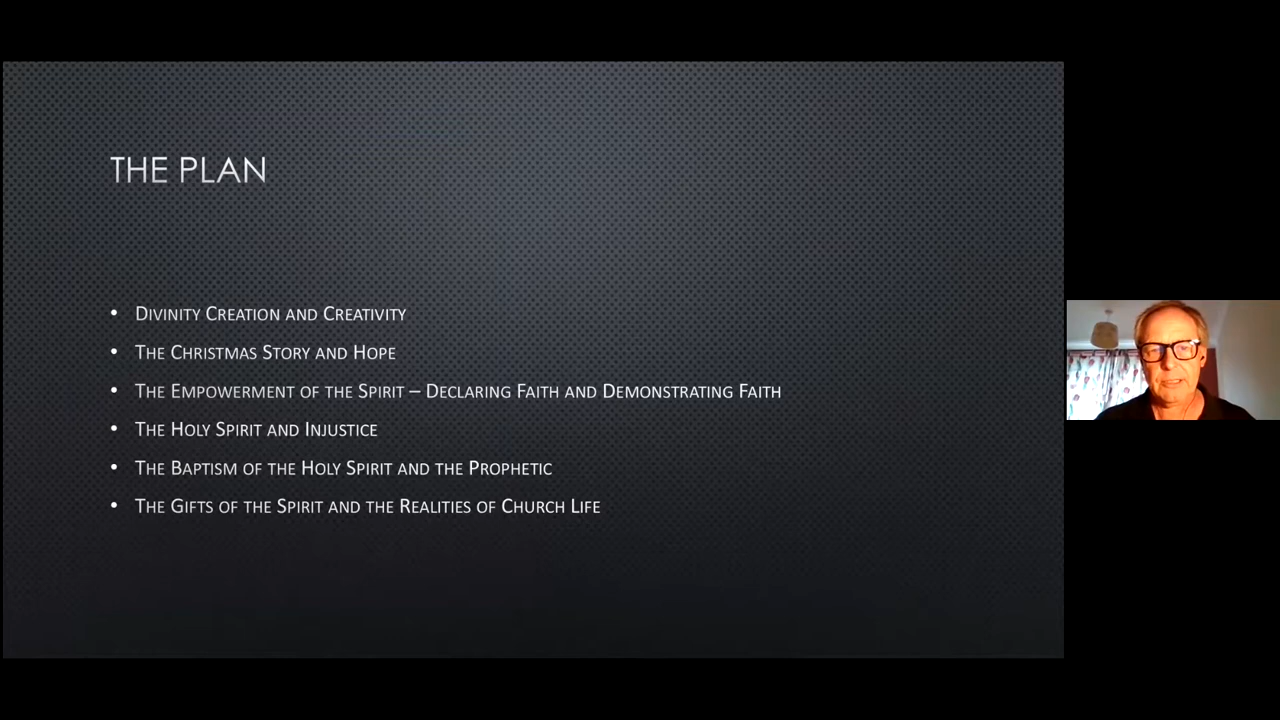 THE PLAN
• DIVINITY CREATION AND CREATIVITY
• THE CHRISTMAS STORY AND HOPE
• THE EMPOWERMENT OF THE SPIRIT – DECLARING FAITH AND DEMONSTRATING FAITH
• THE HOLY SPIRIT AND INJUSTICE
• THE BAPTISM OF THE HOLY SPIRIT AND THE PROPHETIC
• THE GIFTS OF THE SPIRIT AND THE REALITIES OF CHURCH LIFE